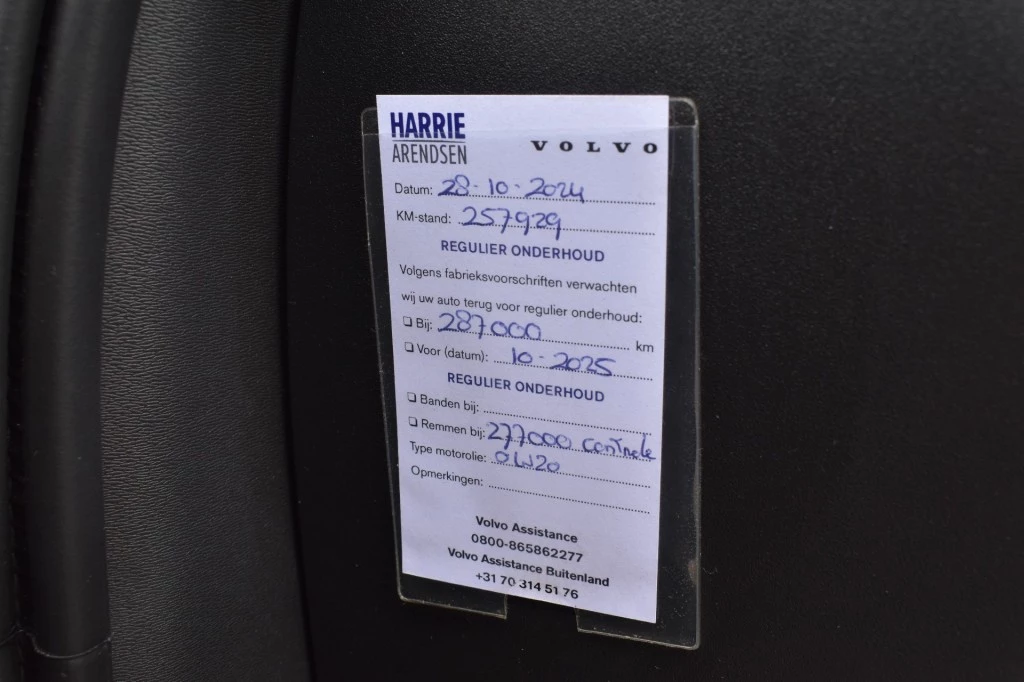 HARRIE
ARENDSEN
VOLVO
Datum: 28-10-2024
KM-stand: 257929
REGULIER ONDERHOUD
Volgens fabrieksvoorschriften verwachten
wij uw auto terug voor regulier onderhoud:
Bij: 287000 km
Voor (datum): 10-2025
REGULIER ONDERHOUD
Banden bij:
Remmen bij: 277000 controle
Type motorolie: 0W20
Opmerkingen:
Volvo Assistance
0800-865862277
Volvo Assistance Buitenland
+31 70 314 51 76